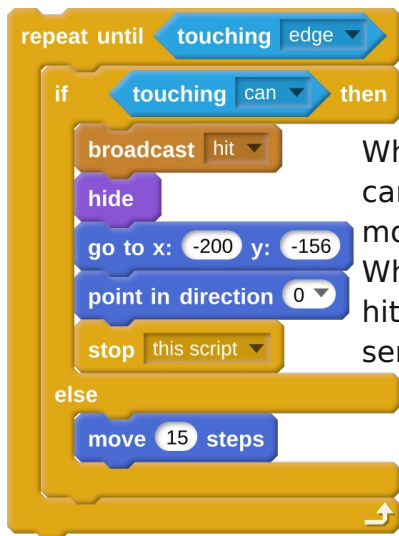 repeat until touching edge
if touching can then
broadcast hit
hide
go to x: -200 y: -156
point in direction 0
stop this script
else
move 15 steps